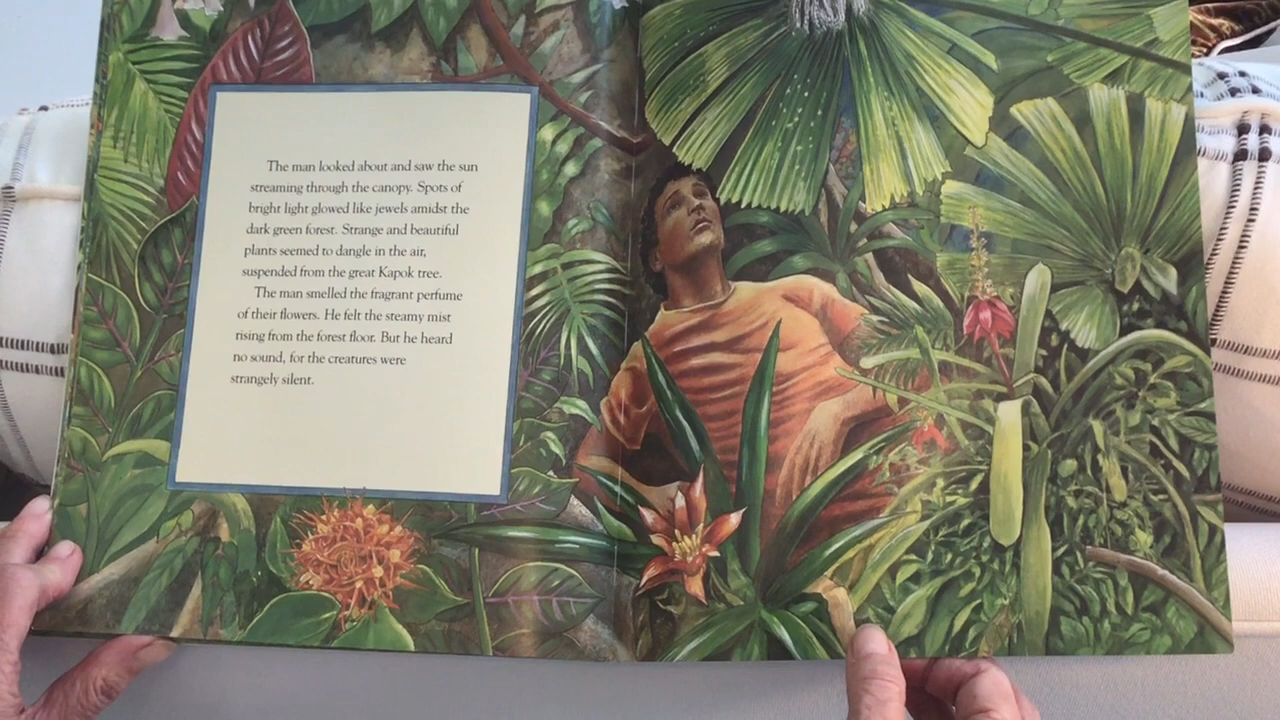 The man looked about and saw the sun
streaming through the canopy. Spots of
bright light glowed like jewels amidst the
dark green forest. Strange and beautiful
plants seemed to dangle in the air,
suspended from the great Kapok tree.
The man smelled the fragrant perfume
of their flowers. He felt the steamy mist
rising from the forest floor. But he heard
no sound, for the creatures were
strangely silent.